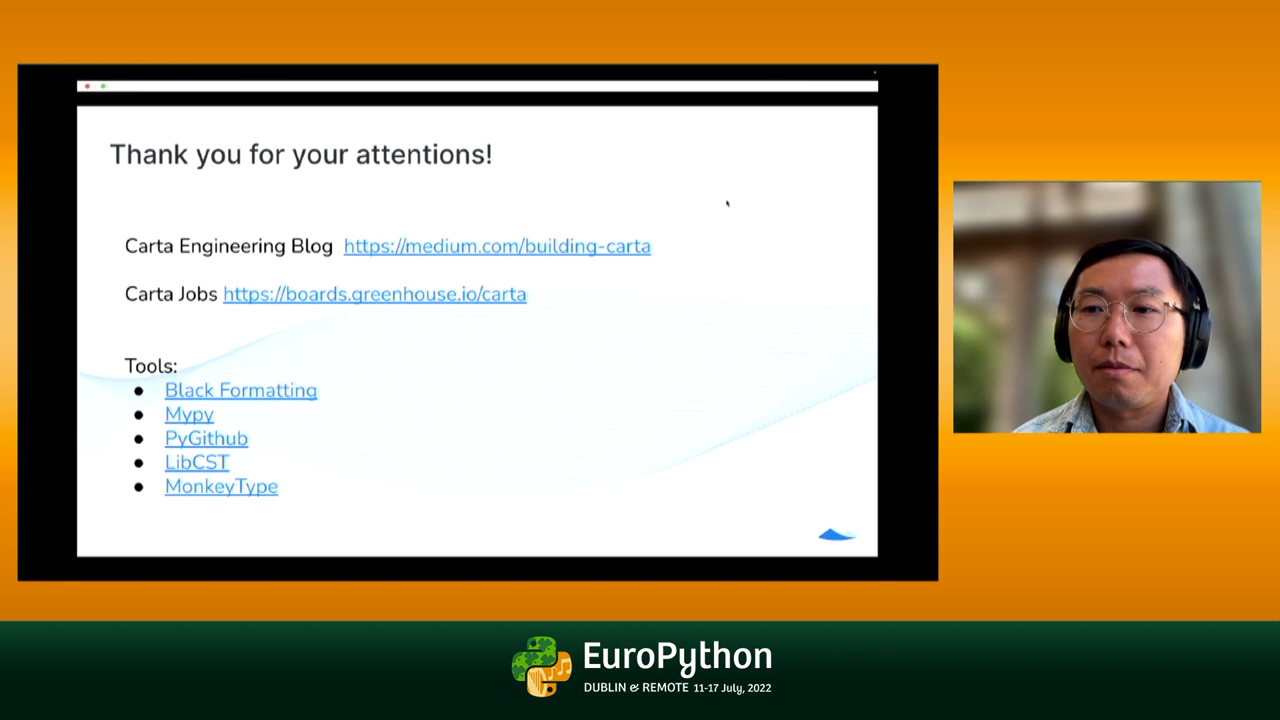 Thank you for your attentions!
Carta Engineering Blog https://medium.com/building-carta
Carta Jobs https://boards.greenhouse.io/carta
Tools:
● Black Formatting
● Mypy
● PyGithub
● LibCST
● MonkeyType
EuroPython
DUBLIN & REMOTE 11-17 July, 2022